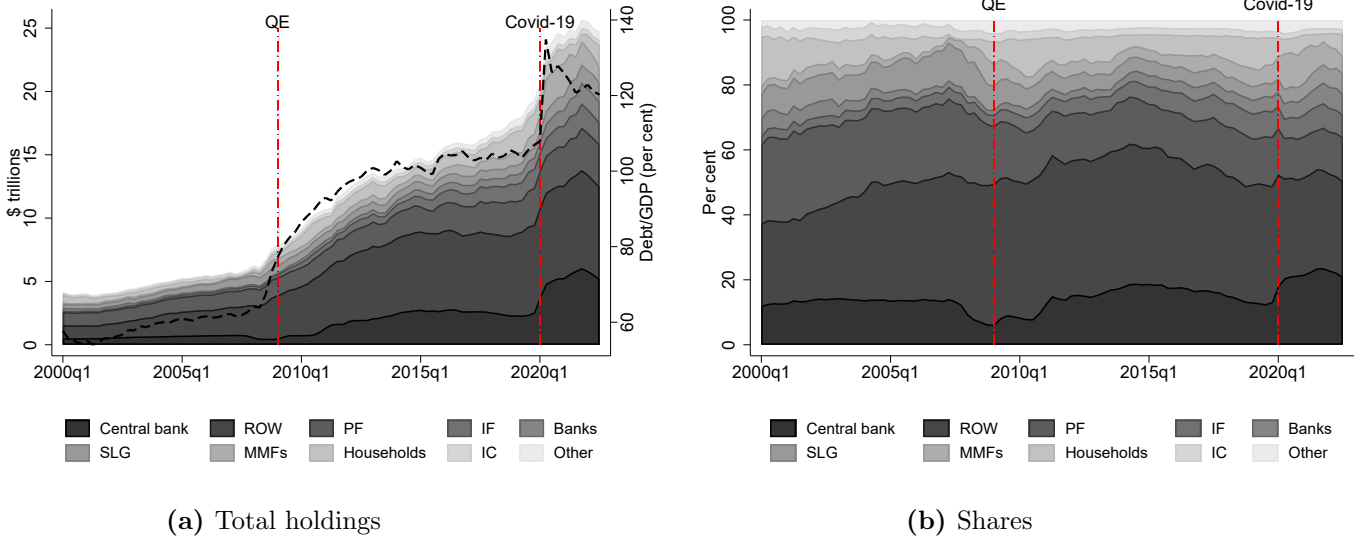 QE
Covid-19
25
20
15
10
5
0
$ trillions
140
120
100
80
60
Debt/GDP (per cent)
2000q1 2005q1 2010q1 2015q1 2020q1
Central bank ROW PF IF Banks
SLG MMFs Households IC Other
(a) Total holdings
QE
Covid-19
100
80
60
40
20
0
Per cent
2000q1 2005q1 2010q1 2015q1 2020q1
Central bank ROW PF IF Banks
SLG MMFs Households IC Other
(b) Shares